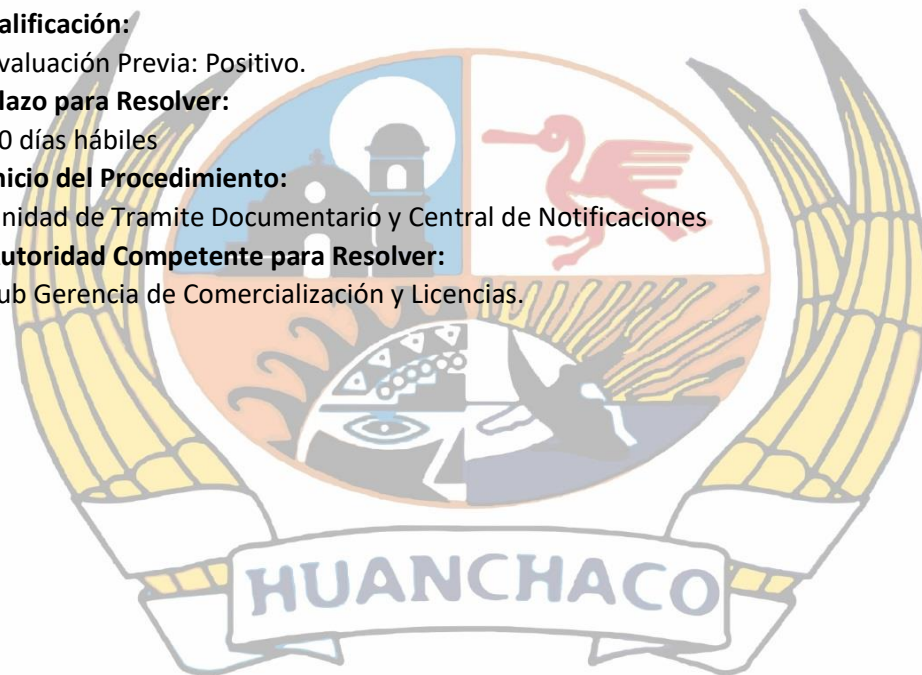 alificación:
valuación Previa: Positivo.
lazo para Resolver:
0 días hábiles
nicio del Procedimiento:
nidad de Tramite Documentario y Central de Notificaciones
utoridad Competente para Resolver:
ub Gerencia de Comercialización y Licencias.
HUANCHACO